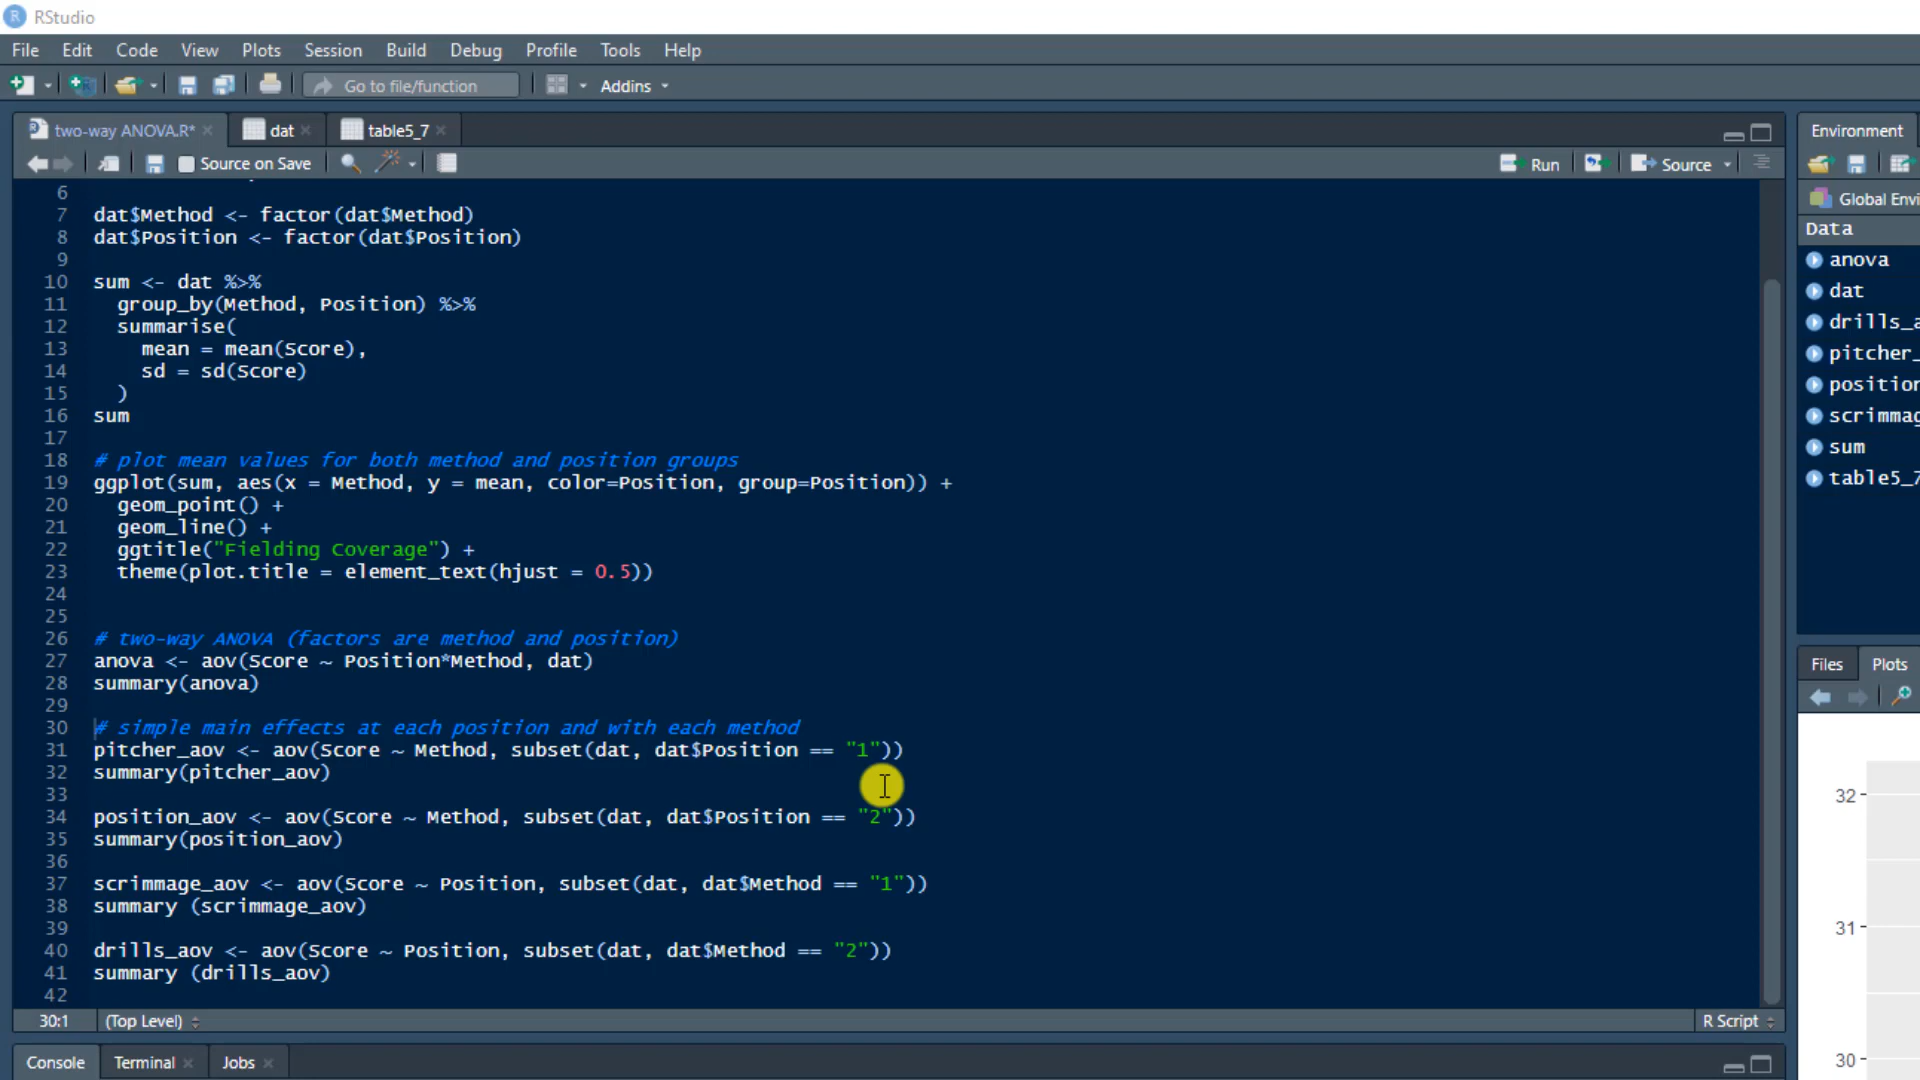 RStudio
File Edit Code View Plots Session Build Debug Profile Tools Help
Go to file/function Addins
two-way ANOVA.R* dat table5_7
Source on Save Run Source
6
7 dat$Method <- factor(dat$Method)
8 dat$Position <- factor(dat$Position)
9
10 sum <- dat %>%
11 group_by(Method, Position) %>%
12 summarise(
13 mean = mean(Score),
14 sd = sd(Score)
15 )
16 sum
17
18 # plot mean values for both method and position groups
19 ggplot(sum, aes(x = Method, y = mean, color=Position, group=Position)) +
20 geom_point() +
21 geom_line() +
22 ggtitle("Fielding Coverage") +
23 theme(plot.title = element_text(hjust = 0.5))
24
25
26 # two-way ANOVA (factors are method and position)
27 anova <- aov(Score ~ Position*Method, dat)
28 summary(anova)
29
30 # simple main effects at each position and with each method
31 pitcher_aov <- aov(Score ~ Method, subset(dat, dat$Position == "1"))
32 summary(pitcher_aov)
33
34 position_aov <- aov(Score ~ Method, subset(dat, dat$Position == "2"))
35 summary(position_aov)
36
37 scrimmage_aov <- aov(Score ~ Position, subset(dat, dat$Method == "1"))
38 summary (scrimmage_aov)
39
40 drills_aov <- aov(Score ~ Position, subset(dat, dat$Method == "2"))
41 summary (drills_aov)
42
30:1 (Top Level) R Script
Console Terminal Jobs
Environment
Global Envi
Data
anova
dat
drills_a
pitcher_
position
scrimmag
sum
table5_7
Files Plots
32
31
30